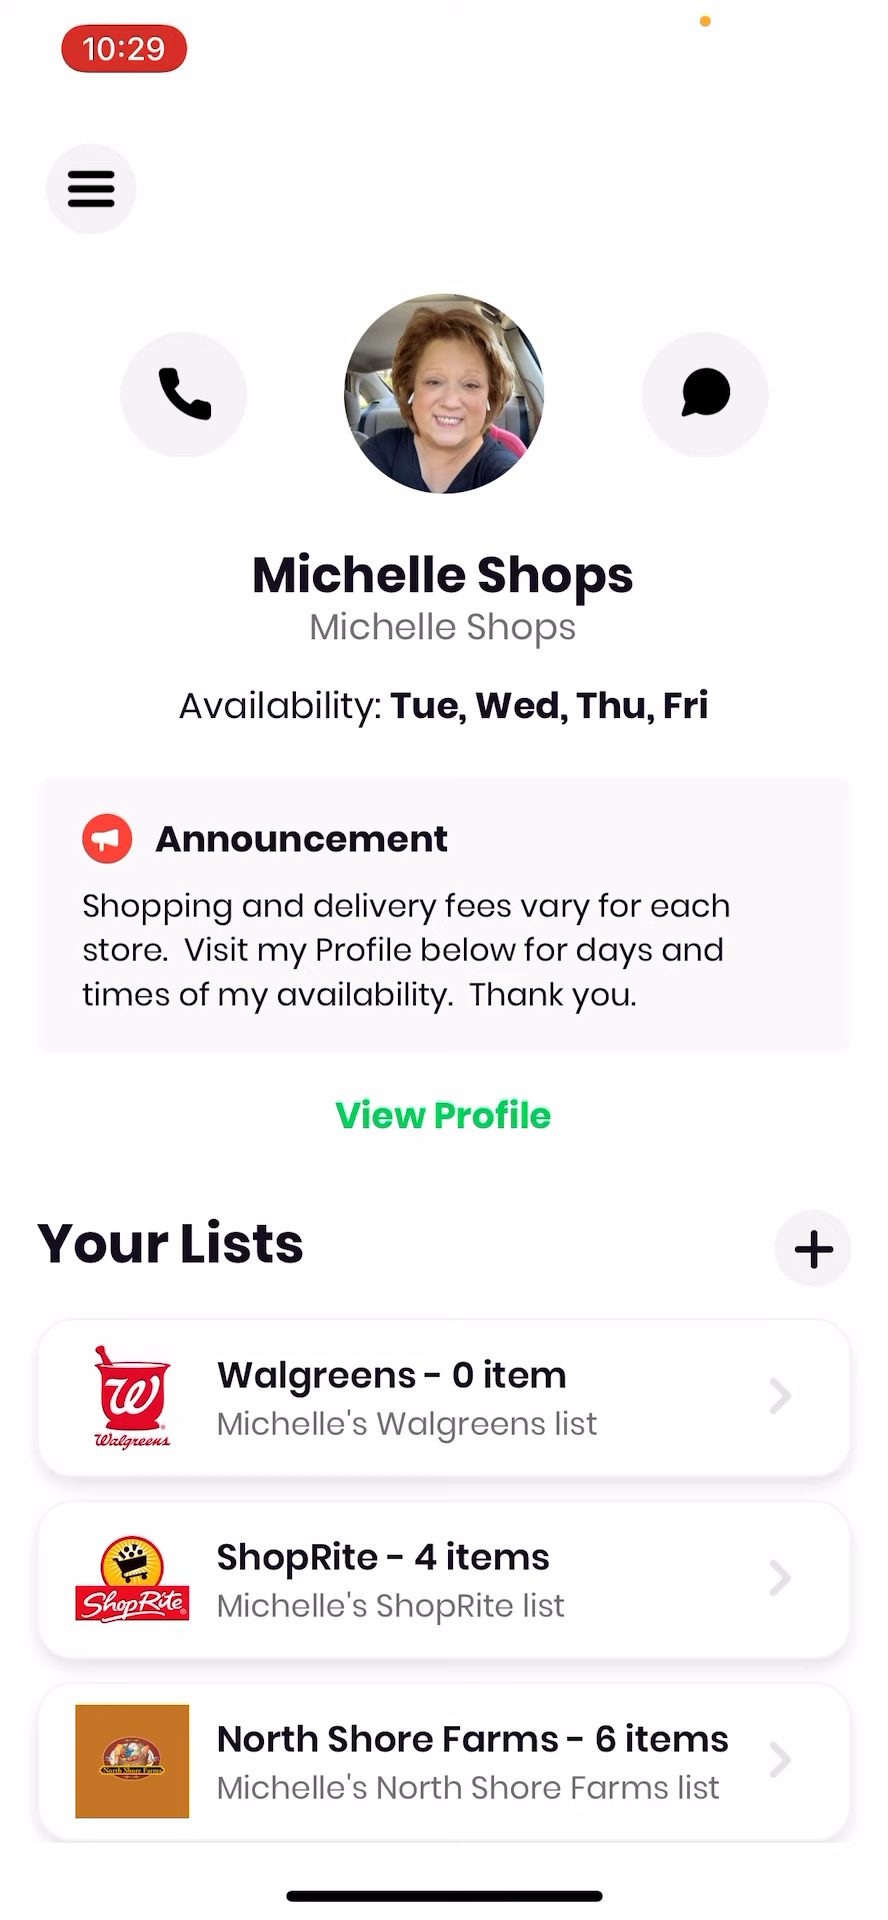 10:29
Michelle Shops
Michelle Shops
Availability: Tue, Wed, Thu, Fri
Announcement
Shopping and delivery fees vary for each
store.  Visit my Profile below for days and
times of my availability.  Thank you.
View Profile
Your Lists
Walgreens - 0 item
Michelle's Walgreens list
W
Walgreens
ShopRite - 4 items
Michelle's ShopRite list
ShopRite
North Shore Farms - 6 items
Michelle's North Shore Farms list
North Shore Farms